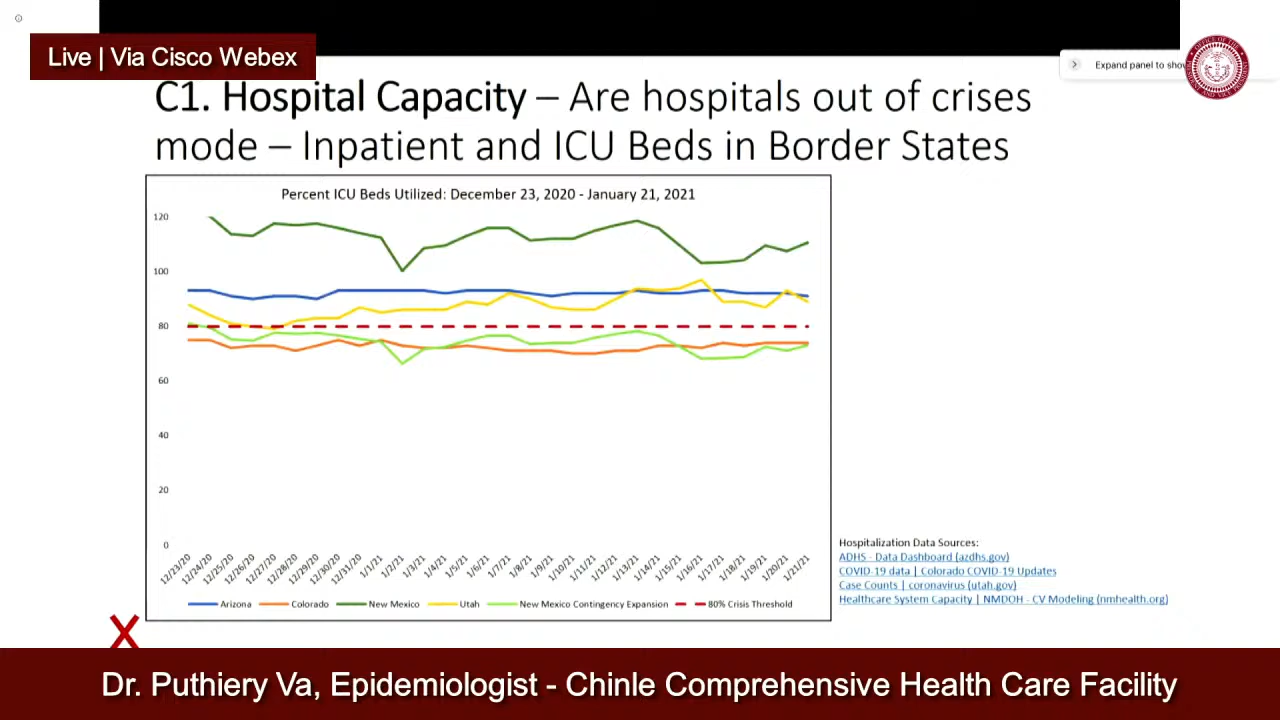 Live | Via Cisco Webex
Expand panel to show
C1. Hospital Capacity – Are hospitals out of crises
mode – Inpatient and ICU Beds in Border States
Percent ICU Beds Utilized: December 23, 2020 - January 21, 2021
120
100
80
60
40
20
0
12/23/20 12/24/20 12/25/20 12/26/20 12/27/20 12/28/20 12/29/20 12/30/20 12/31/20 1/1/21 1/2/21 1/3/21 1/4/21 1/5/21 1/6/21 1/7/21 1/8/21 1/9/21 1/10/21 1/11/21 1/12/21 1/13/21 1/14/21 1/15/21 1/16/21 1/17/21 1/18/21 1/19/21 1/20/21 1/21/21
Arizona Colorado New Mexico Utah New Mexico Contingency Expansion 80% Crisis Threshold
Hospitalization Data Sources:
ADHS - Data Dashboard (azdhs.gov)
COVID-19 data | Colorado COVID-19 Updates
Case Counts | coronavirus (utah.gov)
Healthcare System Capacity | NMDOH - CV Modeling (nmhealth.org)
X
Dr. Puthiery Va, Epidemiologist - Chinle Comprehensive Health Care Facility